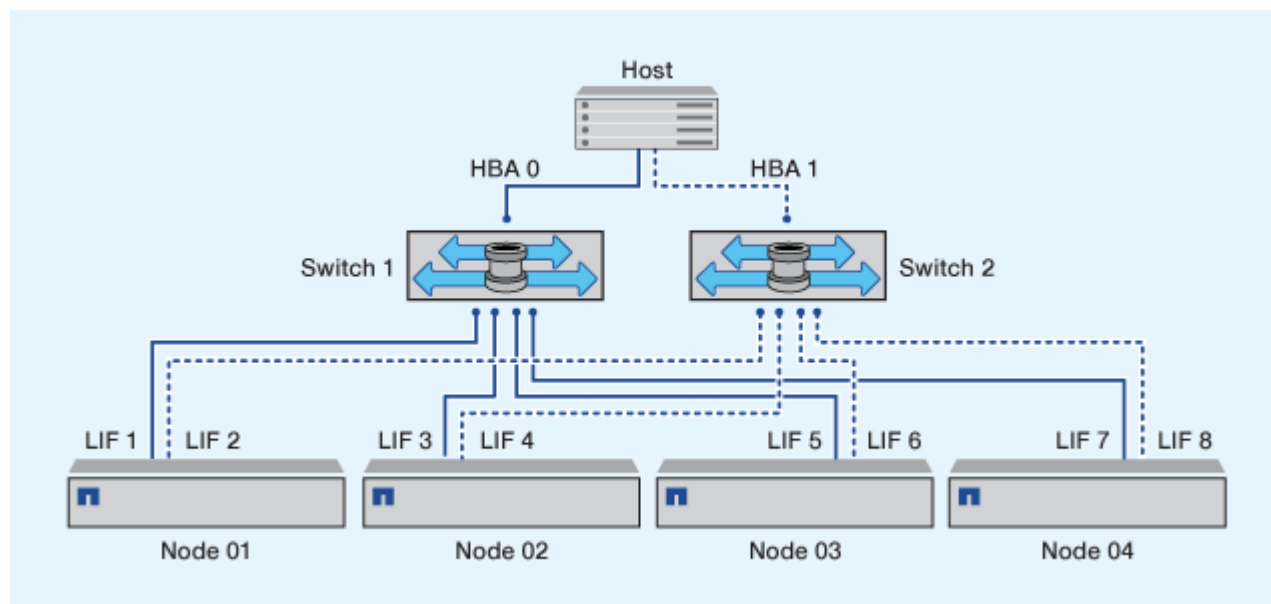 Host
HBA 0 HBA 1
Switch 1 Switch 2
LIF 1 LIF 2 LIF 3 LIF 4 LIF 5 LIF 6 LIF 7 LIF 8
Node 01 Node 02 Node 03 Node 04